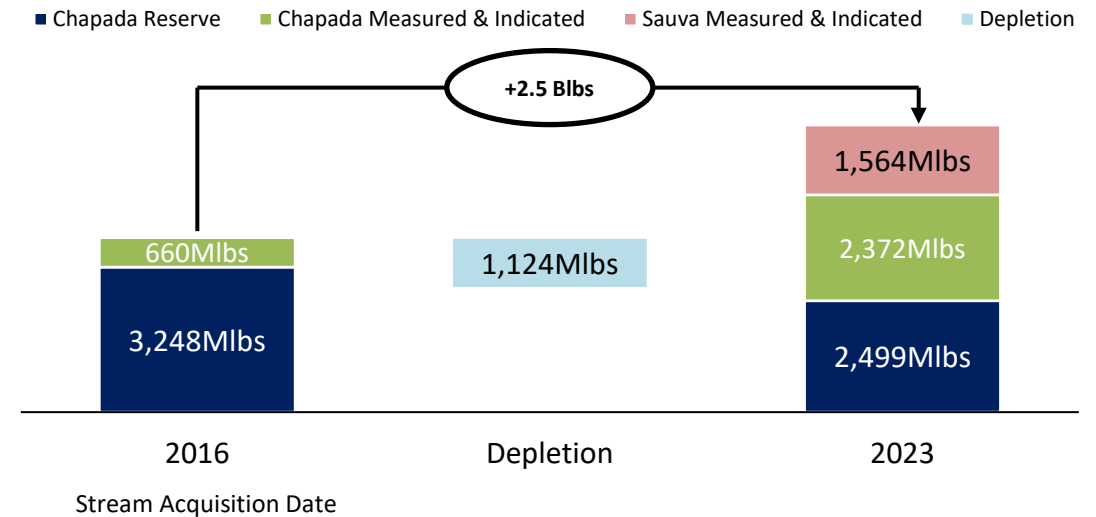 Chapada Reserve Chapada Measured & Indicated Sauva Measured & Indicated Depletion
+2.5 Blbs
1,564Mlbs
660Mlbs
1,124Mlbs
2,372Mlbs
3,248Mlbs
2,499Mlbs
2016 Depletion 2023
Stream Acquisition Date